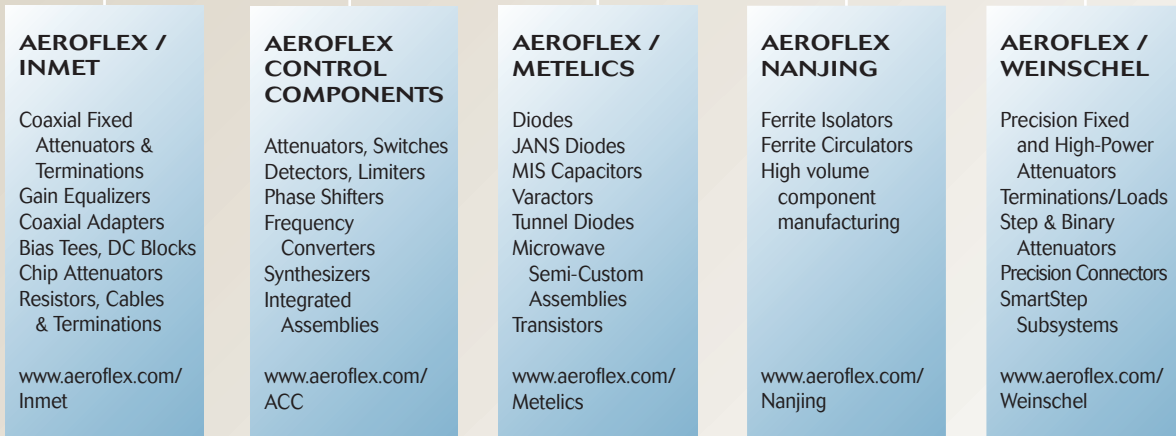 AEROFLEX /
INMET
Coaxial Fixed
Attenuators &
Terminations
Gain Equalizers
Coaxial Adapters
Bias Tees, DC Blocks
Chip Attenuators
Resistors, Cables
& Terminations
www.aeroflex.com/
Inmet
AEROFLEX
CONTROL
COMPONENTS
Attenuators, Switches
Detectors, Limiters
Phase Shifters
Frequency
Converters
Synthesizers
Integrated
Assemblies
www.aeroflex.com/
ACC
AEROFLEX /
METELICS
Diodes
JANS Diodes
MIS Capacitors
Varactors
Tunnel Diodes
Microwave
Semi-Custom
Assemblies
Transistors
www.aeroflex.com/
Metelics
AEROFLEX
NANJING
Ferrite Isolators
Ferrite Circulators
High volume
component
manufacturing
www.aeroflex.com/
Nanjing
AEROFLEX /
WEINSCHEL
Precision Fixed
and High-Power
Attenuators
Terminations/Loads
Step & Binary
Attenuators
Precision Connectors
SmartStep
Subsystems
www.aeroflex.com/
Weinschel